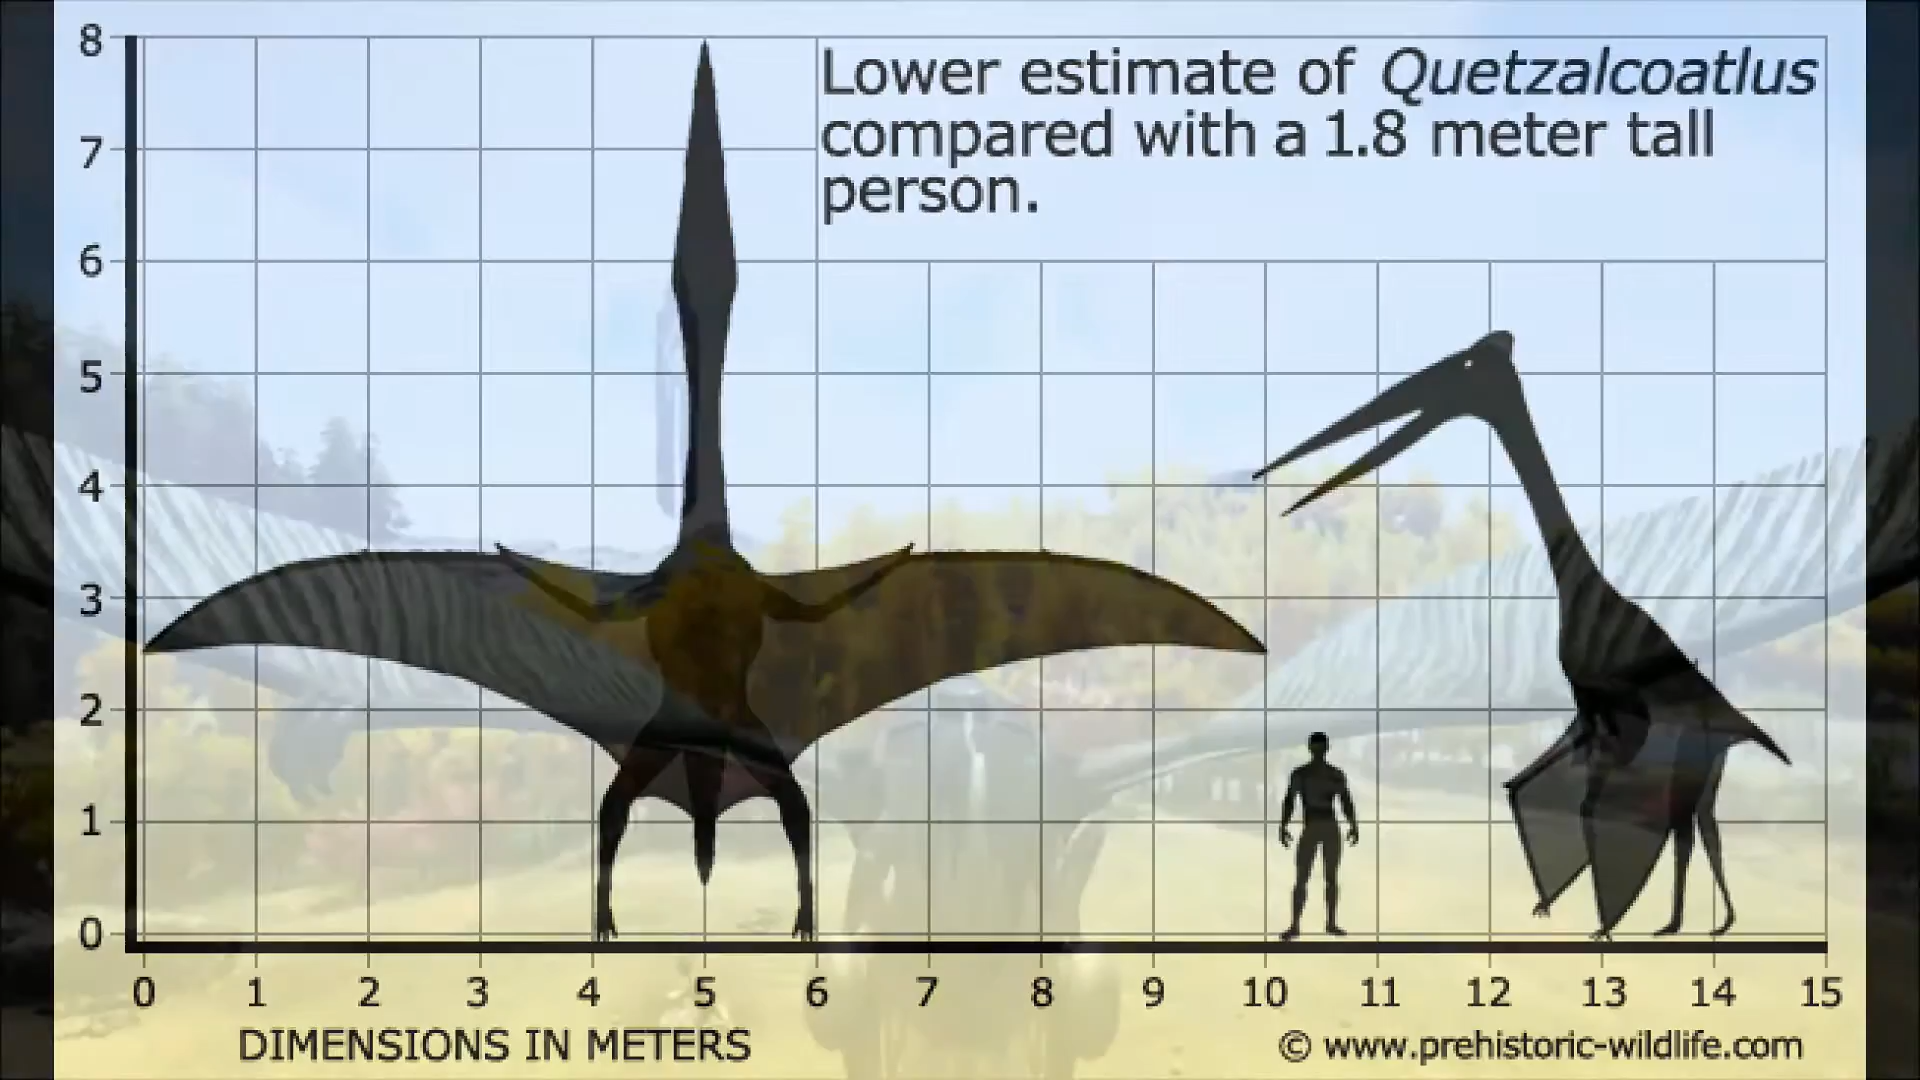 Lower estimate of Quetzalcoatlus
compared with a 1.8 meter tall
person.
8
7
6
5
4
3
2
1
0
0 1 2 3 4 5 6 7 8 9 10 11 12 13 14 15
DIMENSIONS IN METERS
© www.prehistoric-wildlife.com